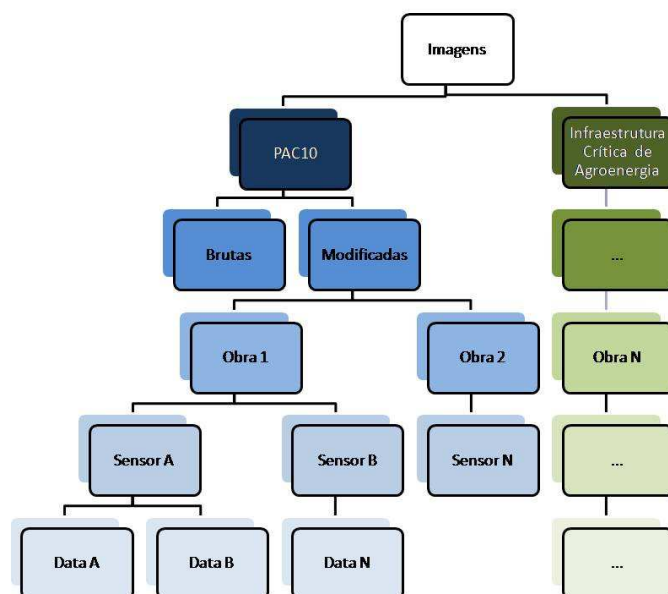 Imagens
PAC10
Infraestrutura
Crítica de
Agroenergia
Brutas
Modificadas
...
Obra 1
Obra 2
Obra N
Sensor A
Sensor B
Sensor N
...
Data A
Data B
Data N
...